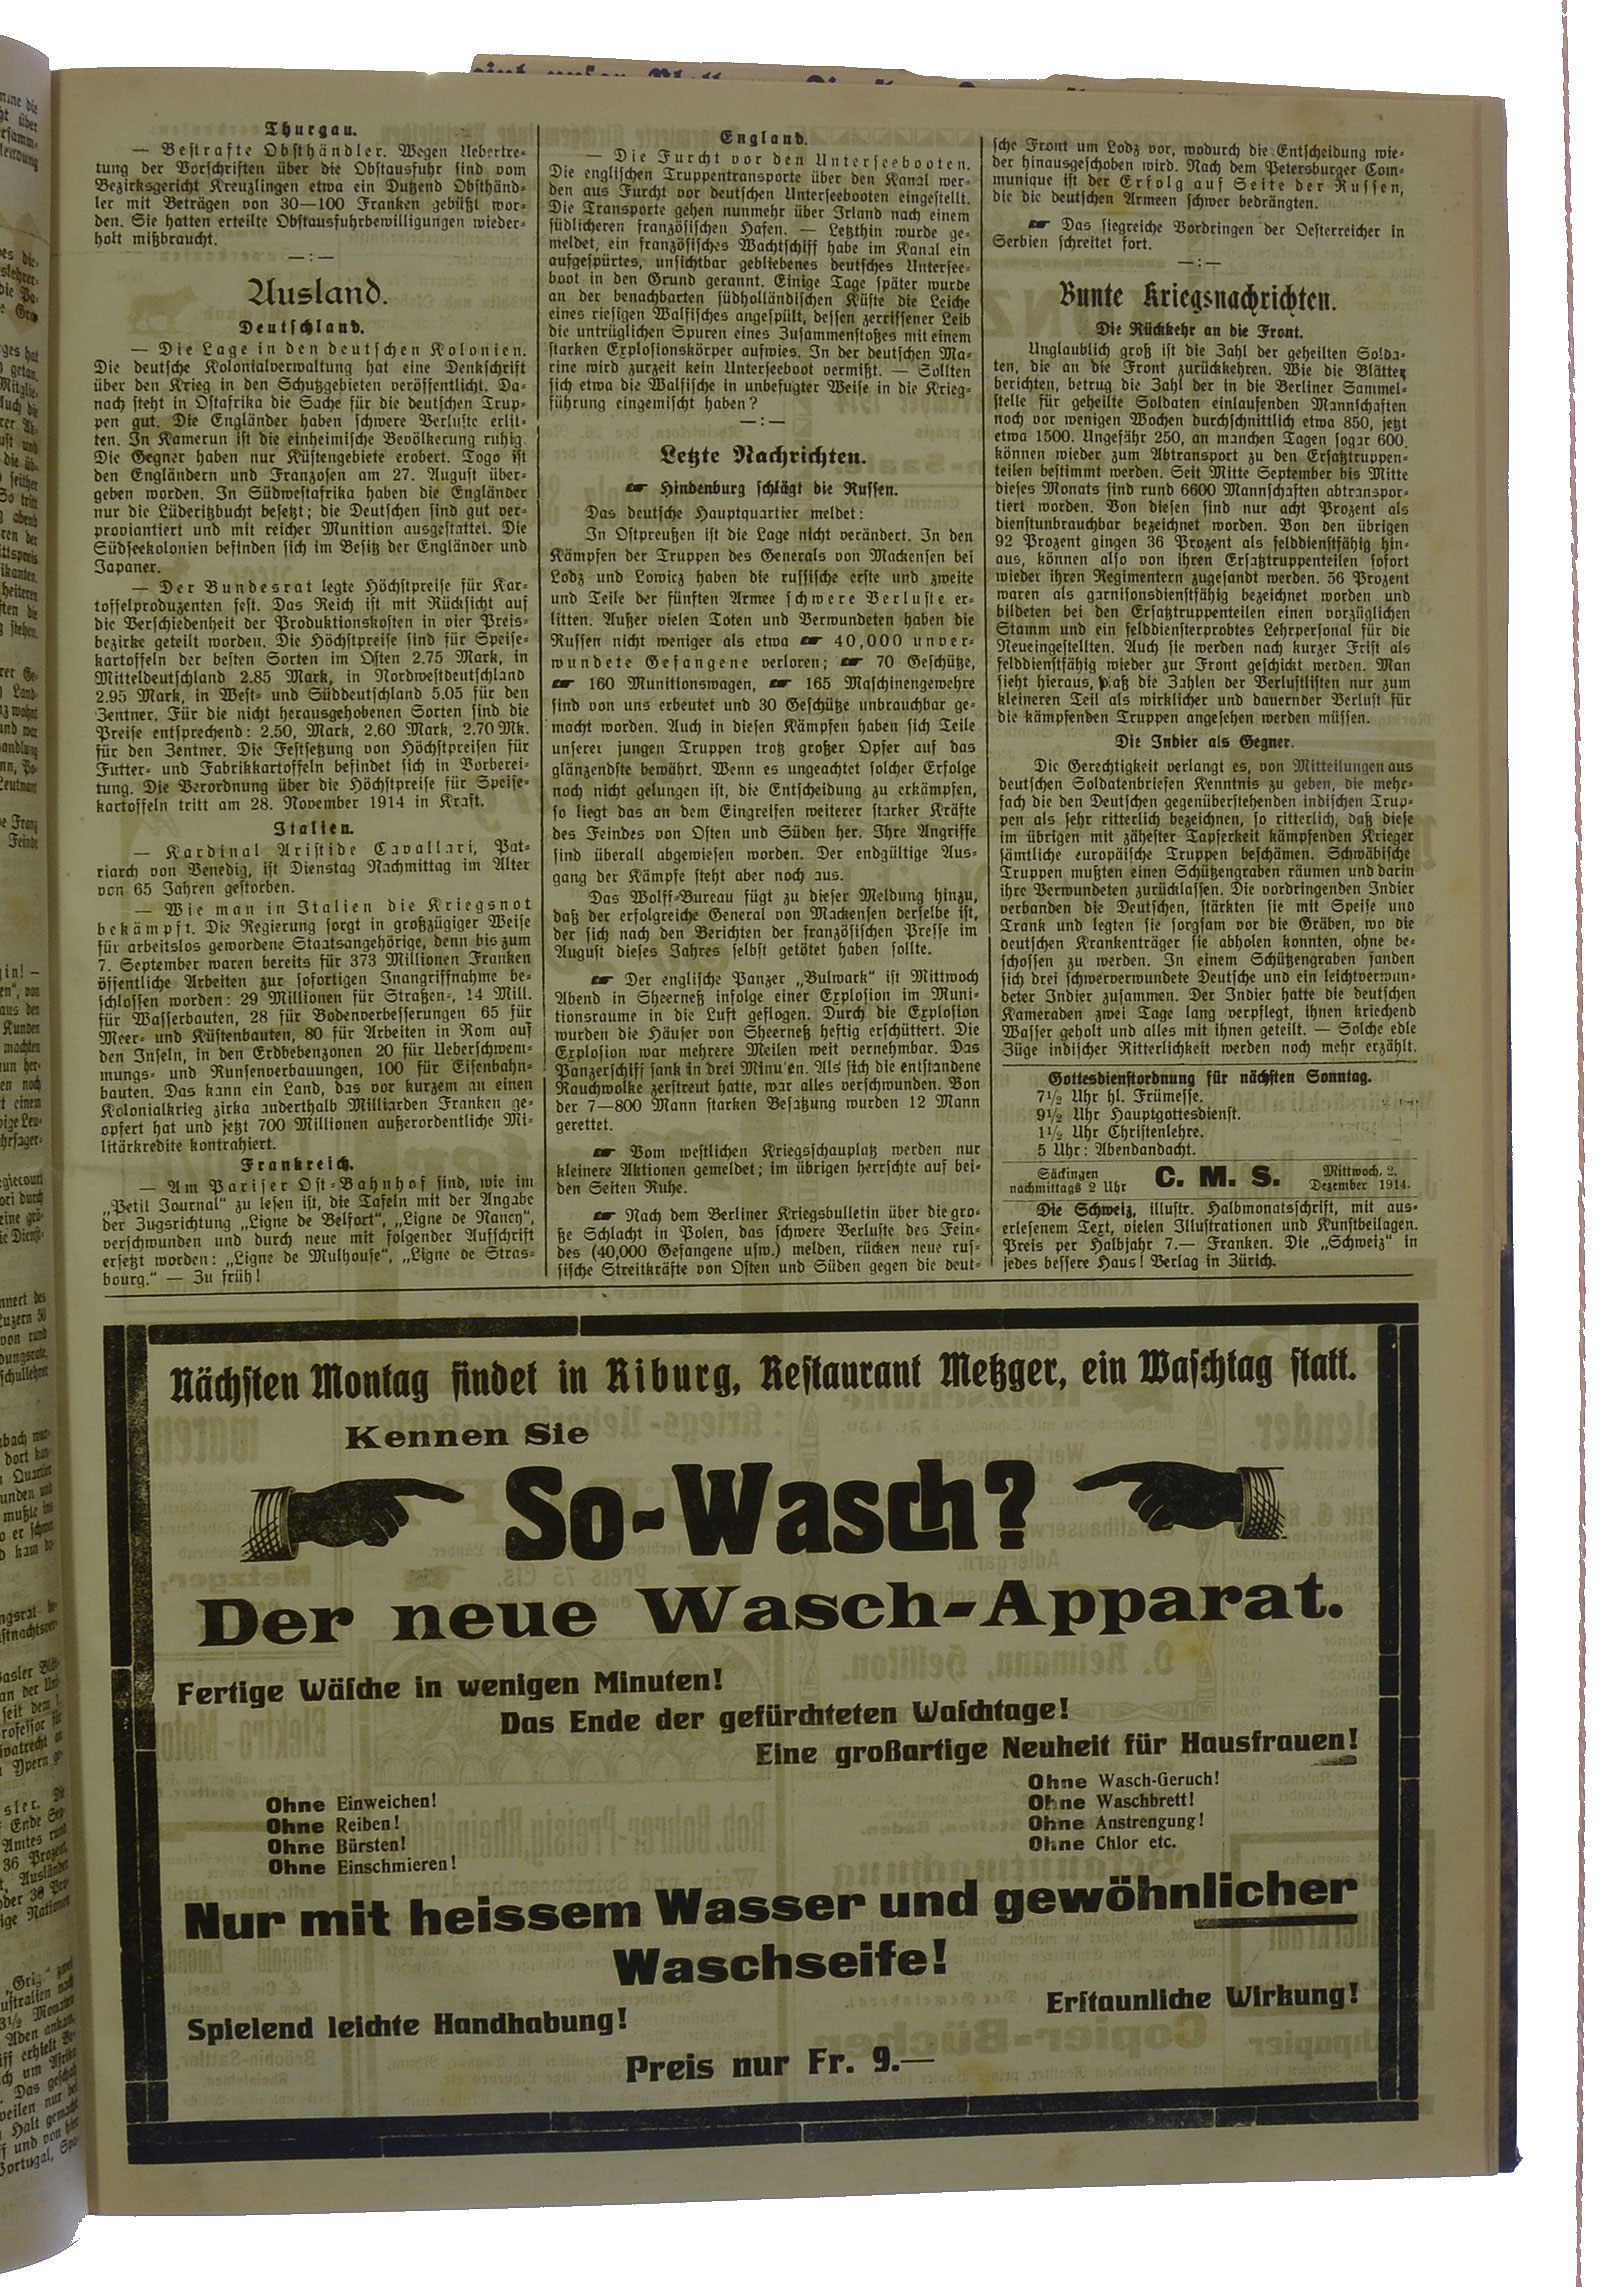 Thurgau.
— Bestrafte Obsthändler. Wegen Uebertre-
tung der Vorschriften über die Obstausfuhr sind vom
Bezirksgericht Kreuzlingen etwa ein Dutzend Obsthänd-
ler mit Beträgen von 30—100 Franken gebüßt wor-
den. Sie hatten erteilte Obstausfuhrbewilligungen wieder-
holt mißbraucht.
—:—
Ausland.
Deutschland.
— Die Lage in den deutschen Kolonien.
Die deutsche Kolonialverwaltung hat eine Denkschrift
über den Krieg in den Schutzgebieten veröffentlicht. Da-
nach steht in Ostafrika die Sache für die deutschen Trup-
pen gut. Die Engländer haben schwere Verluste erlit-
ten. In Kamerun ist die einheimische Bevölkerung ruhig.
Die Gegner haben nur Küstengebiete erobert. Togo ist
den Engländern und Franzosen am 27. August über-
geben worden. In Südwestafrika haben die Engländer
nur die Lüderitzbucht besetzt; die Deutschen sind gut ver-
proviantiert und mit reicher Munition ausgestattet. Die
Südseekolonien befinden sich im Besitz der Engländer und
Japaner.
— Der Bundesrat legte Höchstpreise für Kar-
toffelproduzenten fest. Das Reich ist mit Rücksicht auf
die Verschiedenheit der Produktionskosten in vier Preis-
bezirke geteilt worden. Die Höchstpreise sind für Speise-
kartoffeln der besten Sorten im Osten 2.75 Mark, in
Mitteldeutschland 2.85 Mark, in Nordwestdeutschland
2.95 Mark, in West- und Süddeutschland 5.05 für den
Zentner. Für die nicht herausgehobenen Sorten sind die
Preise entsprechend: 2.50, Mark, 2.60 Mark, 2.70 Mk.
für den Zentner. Die Festsetzung von Höchstpreisen für
Futter- und Fabrikkartoffeln befindet sich in Vorberei-
tung. Die Verordnung über die Höchstpreise für Speise-
kartoffeln tritt am 28. November 1914 in Kraft.
Italien.
— Kardinal Aristide Cavallari, Pat-
riarch von Venedig, ist Dienstag Nachmittag im Alter
von 65 Jahren gestorben.
— Wie man in Italien die Kriegsnot
bekämpft. Die Regierung sorgt in großzügiger Weise
für arbeitslos gewordene Staatsangehörige, denn bis zum
7. September waren bereits für 373 Millionen Franken
öffentliche Arbeiten zur sofortigen Inangriffnahme be-
schlossen worden: 29 Millionen für Straßen-, 14 Mill.
für Wasserbauten, 28 für Bodenverbesserungen 65 für
Meer- und Küstenbauten, 80 für Arbeiten in Rom auf
den Inseln, in den Erdbebenzonen 20 für Ueberschwem-
mungs- und Runsenverbauungen, 100 für Eisenbahn-
bauten. Das kann ein Land, das vor kurzem an einen
Kolonialkrieg zirka anderthalb Milliarden Franken ge-
opfert hat und jetzt 700 Millionen außerordentliche Mi-
litärkredite kontrahiert.
Frankreich.
— Am Pariser Ost-Bahnhof sind, wie im
„Petit Journal“ zu lesen ist, die Tafeln mit der Angabe
der Zugsrichtung „Ligne de Belfort“, „Ligne de Nancy“,
verschwunden und durch neue mit folgender Aufschrift
ersetzt worden: „Ligne de Mulhouse“, „Ligne de Stras-
bourg.“ — Zu früh!
England.
— Die Furcht vor den Unterseebooten.
Die englischen Truppentransporte über den Kanal wer-
den aus Furcht vor deutschen Unterseebooten eingestellt.
Die Transporte gehen nunmehr über Irland nach einem
südlicheren französischen Hafen. — Letzthin wurde ge-
meldet, ein französisches Wachtschiff habe im Kanal ein
aufgespürtes, unsichtbar gebliebenes deutsches Untersee-
boot in den Grund gerannt. Einige Tage später wurde
an der benachbarten südholländischen Küste die Leiche
eines riesigen Walfisches angespült, dessen zerrissener Leib
die untrüglichen Spuren eines Zusammenstoßes mit einem
starken Explosionskörper aufwies. In der deutschen Ma-
rine wird zurzeit kein Unterseeboot vermißt. — Sollten
sich etwa die Walfische in unbefugter Weise in die Krieg-
führung eingemischt haben?
—:—
Letzte Nachrichten.
☛ Hindenburg schlägt die Russen.
Das deutsche Hauptquartier meldet:
In Ostpreußen ist die Lage nicht verändert. In den
Kämpfen der Truppen des Generals von Mackensen bei
Lodz und Lowicz haben die russische erste und zweite
und Teile der fünften Armee schwere Verluste er-
litten. Außer vielen Toten und Verwundeten haben die
Russen nicht weniger als etwa ☛ 40,000 unver-
wundete Gefangene verloren; ☛ 70 Geschütze,
☛ 160 Munitionswagen, ☛ 165 Maschinengewehre
sind von uns erbeutet und 30 Geschütze unbrauchbar ge-
macht worden. Auch in diesen Kämpfen haben sich Teile
unserer jungen Truppen trotz großer Opfer auf das
glänzendste bewährt. Wenn es ungeachtet solcher Erfolge
noch nicht gelungen ist, die Entscheidung zu erkämpfen,
so liegt das an dem Eingreifen weiterer starker Kräfte
des Feindes von Osten und Süden her. Ihre Angriffe
sind überall abgewiesen worden. Der endgültige Aus-
gang der Kämpfe steht aber noch aus.
Das Wolff-Bureau fügt zu dieser Meldung hinzu,
daß der erfolgreiche General von Mackensen derselbe ist,
der sich nach den Berichten der französischen Presse im
August dieses Jahres selbst getötet haben sollte.
☛ Der englische Panzer „Bulwark“ ist Mittwoch
Abend in Sheerneß infolge einer Explosion im Muni-
tionsraume in die Luft geflogen. Durch die Explosion
wurden die Häuser von Sheerneß heftig erschüttert. Die
Explosion war mehrere Meilen weit vernehmbar. Das
Panzerschiff sank in drei Minu en. Als sich die entstandene
Rauchwolke zerstreut hatte, war alles verschwunden. Von
der 7—800 Mann starken Besatzung wurden 12 Mann
gerettet.
☛ Vom westlichen Kriegsschauplatz werden nur
kleinere Aktionen gemeldet; im übrigen herrschte auf bei-
den Seiten Ruhe.
☛ Nach dem Berliner Kriegsbulletin über die gro-
ße Schlacht in Polen, das schwere Verluste des Fein-
des (40,000 Gefangene usw.) melden, rücken neue rus-
sische Streitkräfte von Osten und Süden gegen die deut-
sche Front um Lodz vor, wodurch die Entscheidung wie-
der hinausgeschoben wird. Nach dem Petersburger Com-
munique ist der Erfolg auf Seite der Russen,
die die deutschen Armeen schwer bedrängten.
☛ Das siegreiche Vordringen der Oesterreicher in
Serbien schreitet fort.
—:—
Bunte Kriegsnachrichten.
Die Rückkehr an die Front.
Unglaublich groß ist die Zahl der geheilten Solda-
ten, die an die Front zurückkehren. Wie die Blätter
berichten, betrug die Zahl der in die Berliner Sammel-
stelle für geheilte Soldaten einlaufenden Mannschaften
noch vor wenigen Wochen durchschnittlich etwa 850, jetzt
etwa 1500. Ungefähr 250, an manchen Tagen sogar 600.
können wieder zum Abtransport zu den Ersatztruppen-
teilen bestimmt werden. Seit Mitte September bis Mitte
dieses Monats sind rund 6600 Mannschaften abtranspor-
tiert worden. Von diesen sind nur acht Prozent als
dienstunbrauchbar bezeichnet worden. Von den übrigen
92 Prozent gingen 36 Prozent als felddienstfähig hin-
aus, können also von ihren Ersatztruppenteilen sofort
wieder ihren Regimentern zugesandt werden. 56 Prozent
waren als garnisonsdienstfähig bezeichnet worden und
bildeten bei den Ersatztruppenteilen einen vorzüglichen
Stamm und ein felddiensterprobtes Lehrpersonal für die
Neueingestellten. Auch sie werden nach kurzer Frist als
felddienstfähig wieder zur Front geschickt werden. Man
sieht hieraus, daß die Zahlen der Verlustlisten nur zum
kleineren Teil als wirklicher und dauernder Verlust für
die kämpfenden Truppen angesehen werden müssen.
Die Indier als Gegner.
Die Gerechtigkeit verlangt es, von Mitteilungen aus
deutschen Soldatenbriefen Kenntnis zu geben, die mehr-
fach die den Deutschen gegenüberstehenden indischen Trup-
pen als sehr ritterlich bezeichnen, so ritterlich, daß diese
im übrigen mit zähester Tapferkeit kämpfenden Krieger
sämtliche europäische Truppen beschämen. Schwäbische
Truppen mußten einen Schützengraben räumen und darin
ihre Verwundeten zurücklassen. Die vordringenden Indier
verbanden die Deutschen, stärkten sie mit Speise und
Trank und legten sie sorgsam vor die Gräben, wo die
deutschen Krankenträger sie abholen konnten, ohne be-
schossen zu werden. In einem Schützengraben fanden
sich drei schwerverwundete Deutsche und ein leichtverwun-
deter Indier zusammen. Der Indier hatte die deutschen
Kameraden zwei Tage lang verpflegt, ihnen kriechend
Wasser geholt und alles mit ihnen geteilt. — Solche edle
Züge indischer Ritterlichkeit werden noch mehr erzählt.
Gottesdienstordnung für nächsten Sonntag.
7½ Uhr hl. Frümesse.
9½ Uhr Hauptgottesdienst.
1½ Uhr Christenlehre.
5 Uhr: Abendandacht.
Säckingen
nachmittags 2 Uhr
C. M. S.
Mittwoch, 2.
Dezember 1914.
Die Schweiz, illustr. Halbmonatsschrift, mit aus-
erlesenem Text, vielen Illustrationen und Kunstbeilagen.
Preis per Halbjahr 7.— Franken. Die „Schweiz“ in
jedes bessere Haus! Verlag in Zürich.
Nächsten Montag findet in Riburg, Restaurant Metzger, ein Waschtag statt.
Kennen Sie
So-Wasch?
Der neue Wasch-Apparat.
Fertige Wäsche in wenigen Minuten!
Das Ende der gefürchteten Waschtage!
Eine großartige Neuheit für Hausfrauen!
Ohne Einweichen!
Ohne Reiben!
Ohne Bürsten!
Ohne Einschmieren!
Ohne Wasch-Geruch!
Ohne Waschbrett!
Ohne Anstrengung!
Ohne Chlor etc.
Nur mit heissem Wasser und gewöhnlicher
Waschseife!
Erstaunliche Wirkung!
Spielend leichte Handhabung!
Preis nur Fr. 9.—